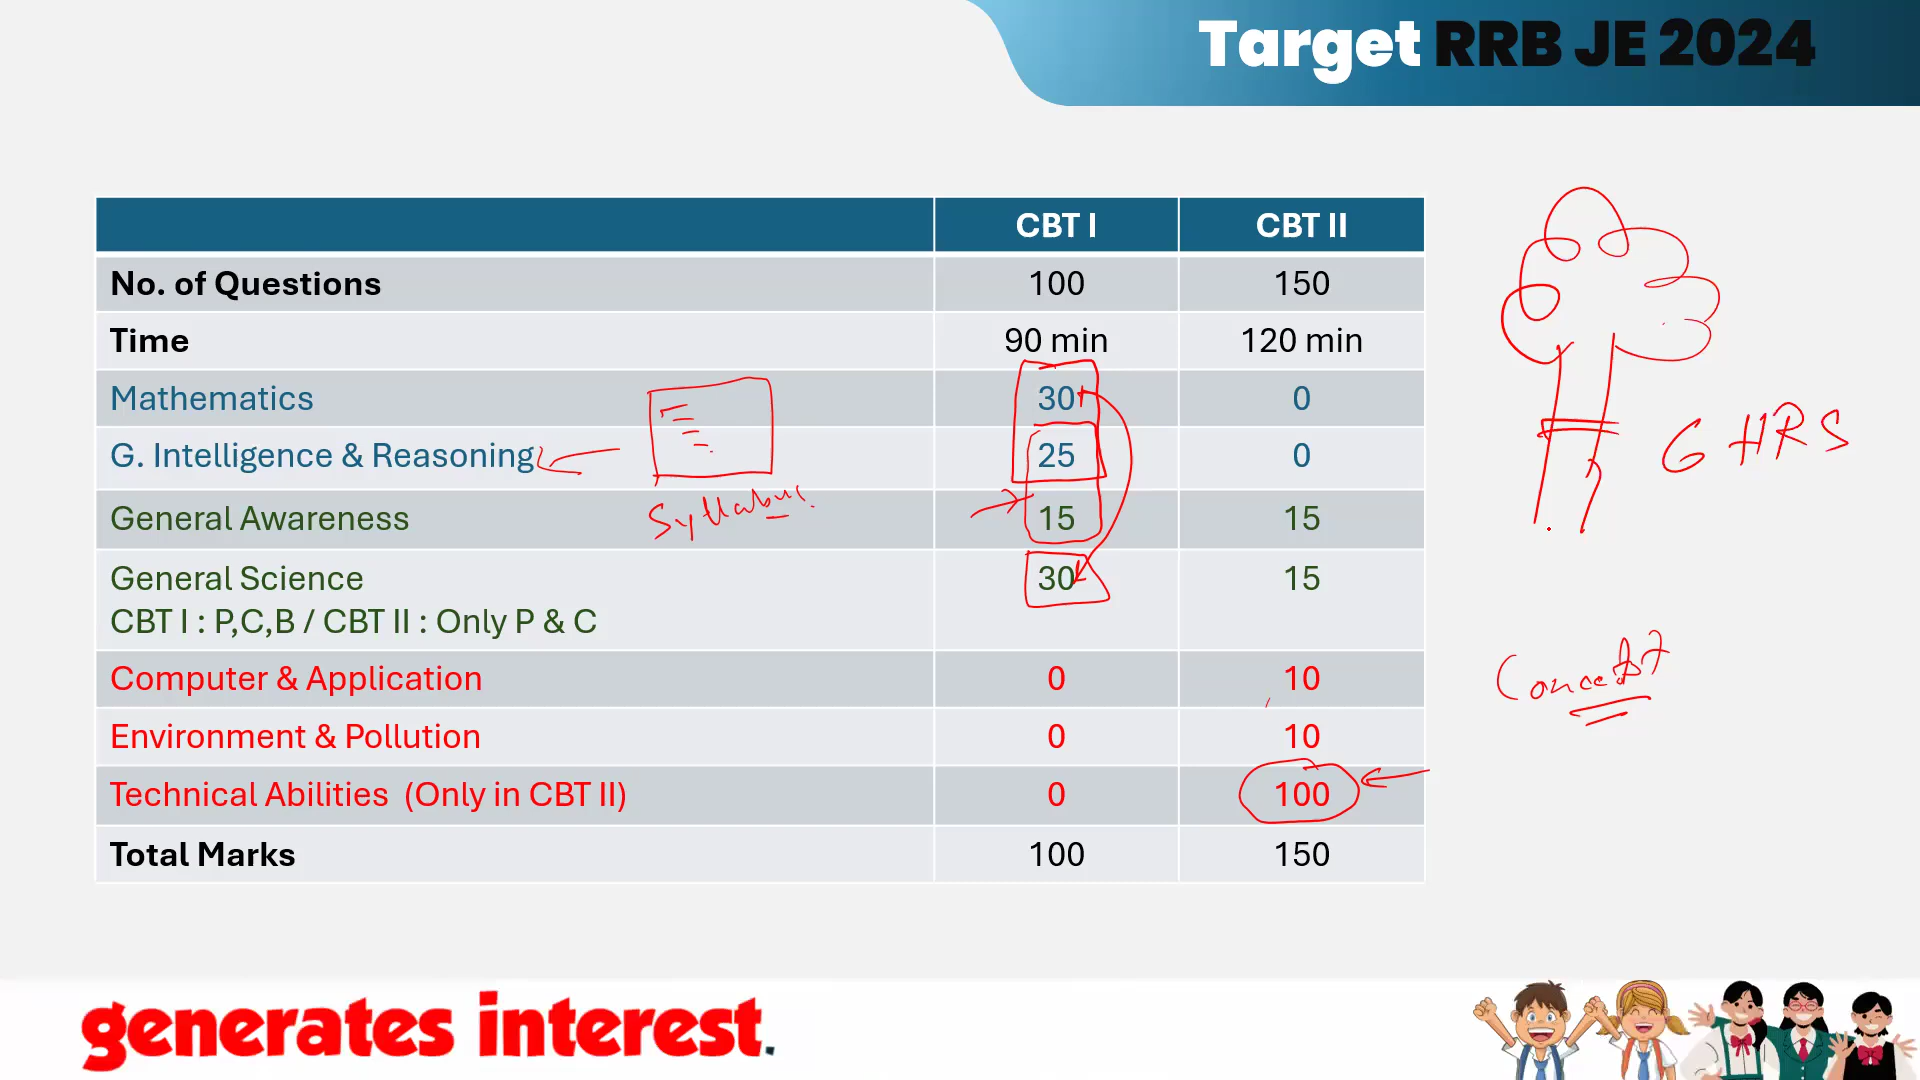 Target RRB JE 2024
CBT I CBT II
No. of Questions 100 150
Time 90 min 120 min
Mathematics 30 0
G. Intelligence & Reasoning 25 0
General Awareness 15 15
General Science 30 15
CBT I : P,C,B / CBT II : Only P & C
Computer & Application 0 10
Environment & Pollution 0 10
Technical Abilities (Only in CBT II) 0 100
Total Marks 100 150
Syllabus
6 HRS
Concept
generates interest.